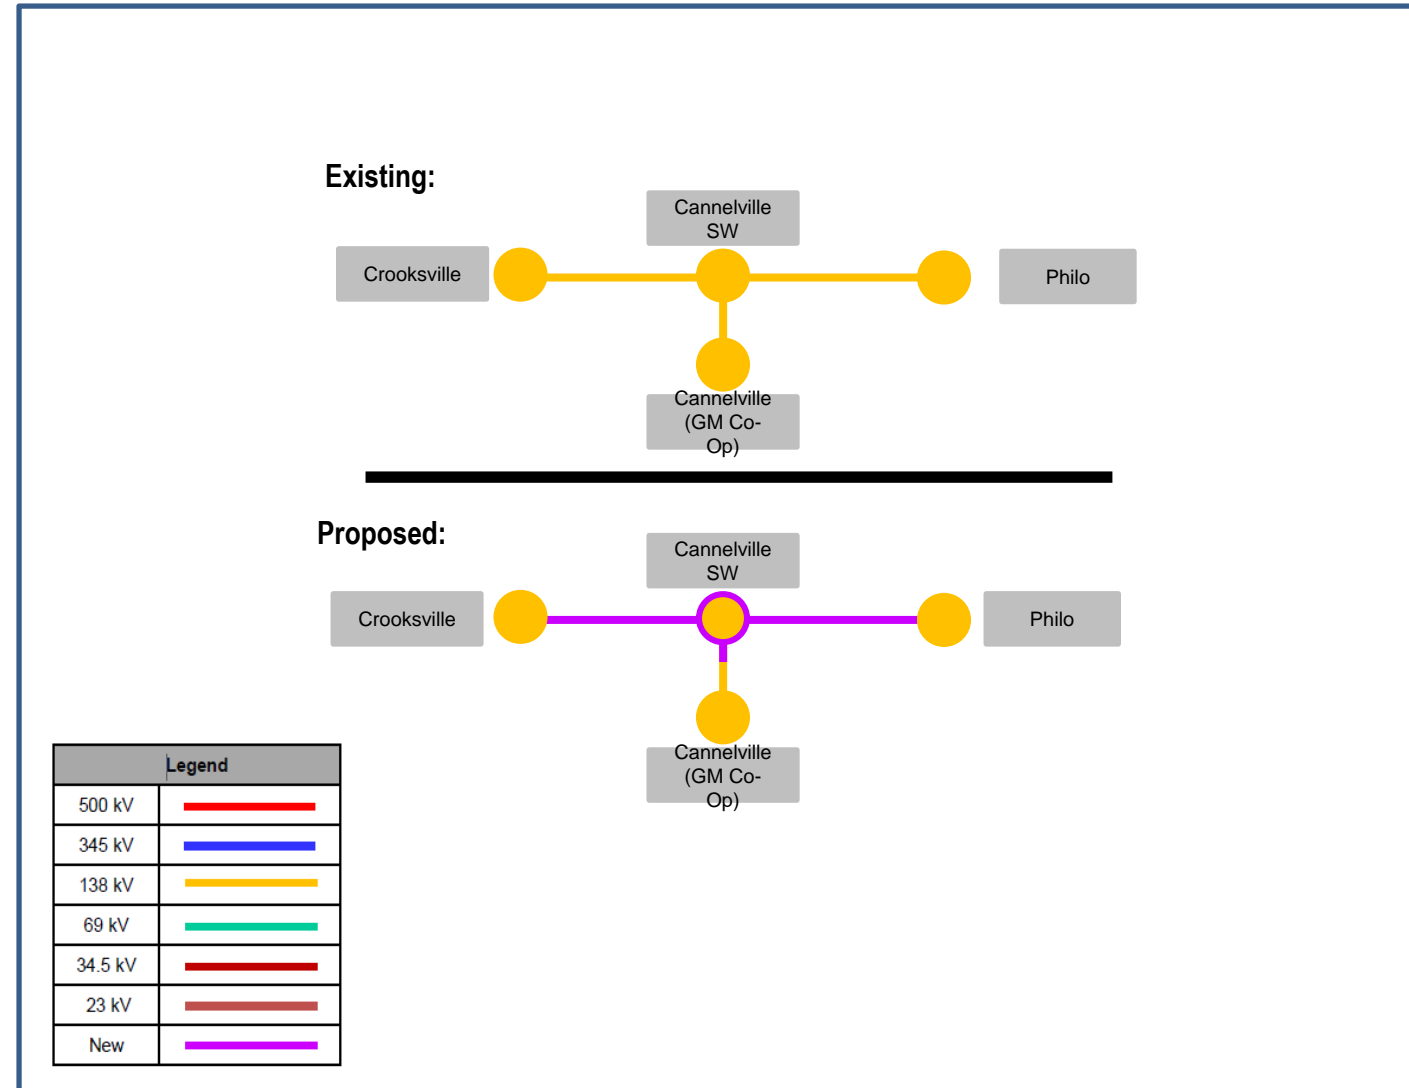 Existing:
Cannelville
SW
Crooksville
Philo
Cannelville
(GM Co-
Op)
Proposed:
Cannelville
SW
Crooksville
Philo
Cannelville
(GM Co-
Op)
Legend
500 kV
345 kV
138 kV
69 kV
34.5 kV
23 kV
New